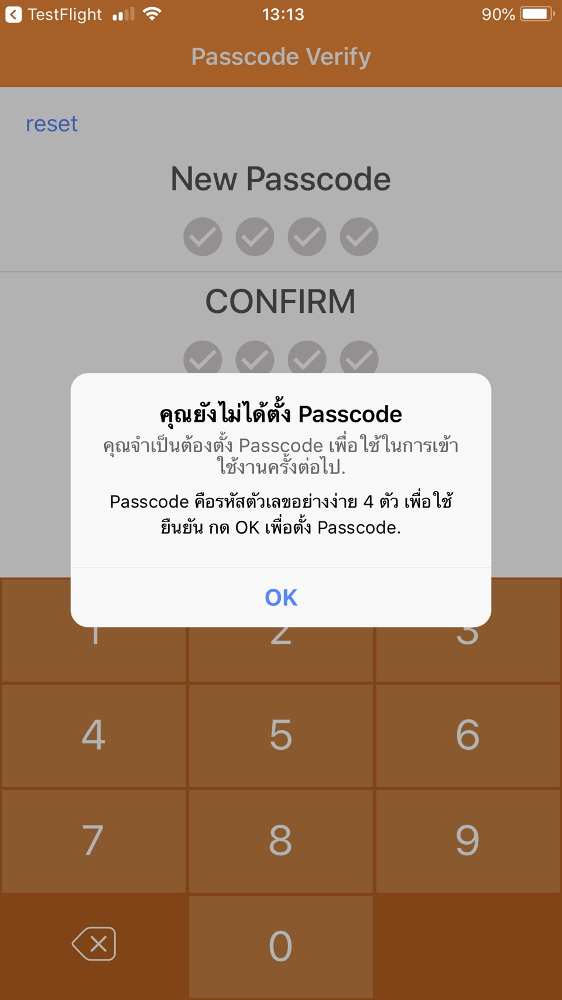 TestFlight
13:13
90%
Passcode Verify
reset
New Passcode
CONFIRM
คุณยังไม่ได้ตั้ง Passcode
คุณจำเป็นต้องตั้ง Passcode เพื่อใช้ในการเข้า
ใช้งานครั้งต่อไป.
Passcode คือรหัสตัวเลขอย่างง่าย 4 ตัว เพื่อใช้
ยืนยัน กด OK เพื่อตั้ง Passcode.
OK
1 2 3
4 5 6
7 8 9
0